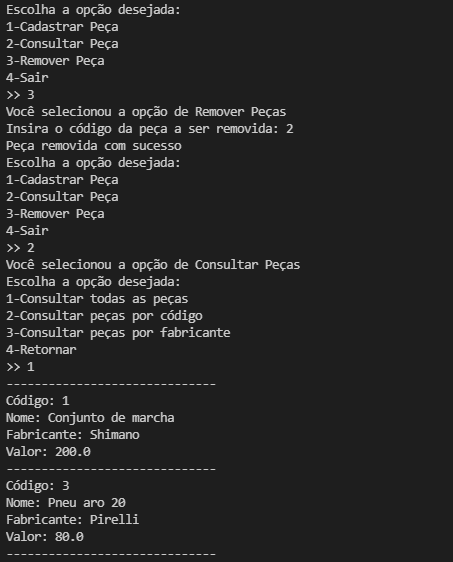 Escolha a opção desejada:
1-Cadastrar Peça
2-Consultar Peça
3-Remover Peça
4-Sair
>> 3
Você selecionou a opção de Remover Peças
Insira o código da peça a ser removida: 2
Peça removida com sucesso
Escolha a opção desejada:
1-Cadastrar Peça
2-Consultar Peça
3-Remover Peça
4-Sair
>> 2
Você selecionou a opção de Consultar Peças
Escolha a opção desejada:
1-Consultar todas as peças
2-Consultar peças por código
3-Consultar peças por fabricante
4-Retornar
>> 1
------------------------------
Código: 1
Nome: Conjunto de marcha
Fabricante: Shimano
Valor: 200.0
------------------------------
Código: 3
Nome: Pneu aro 20
Fabricante: Pirelli
Valor: 80.0
------------------------------